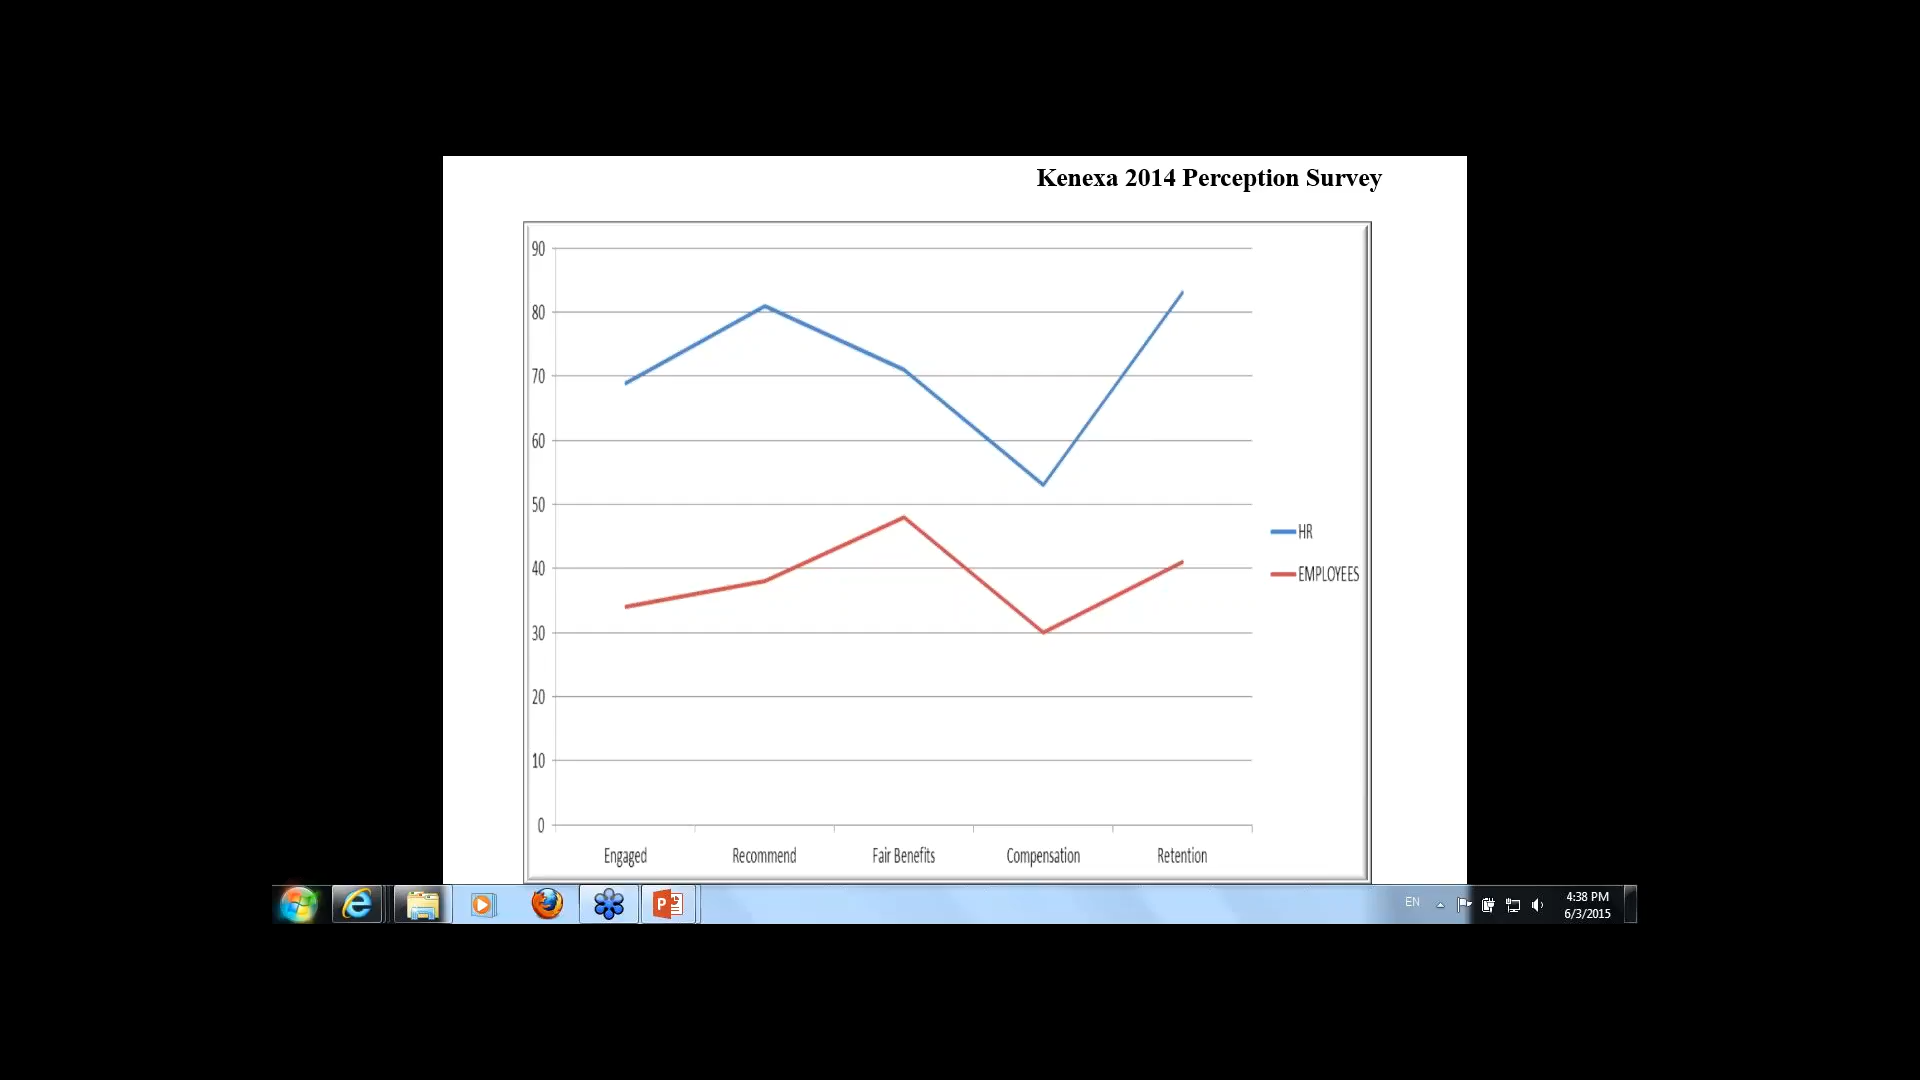 Kenexa 2014 Perception Survey
90
80
70
60
50
40
30
20
10
0
Engaged Recommend Fair Benefits Compensation Retention
HR
EMPLOYEES
EN
4:38 PM
6/3/2015